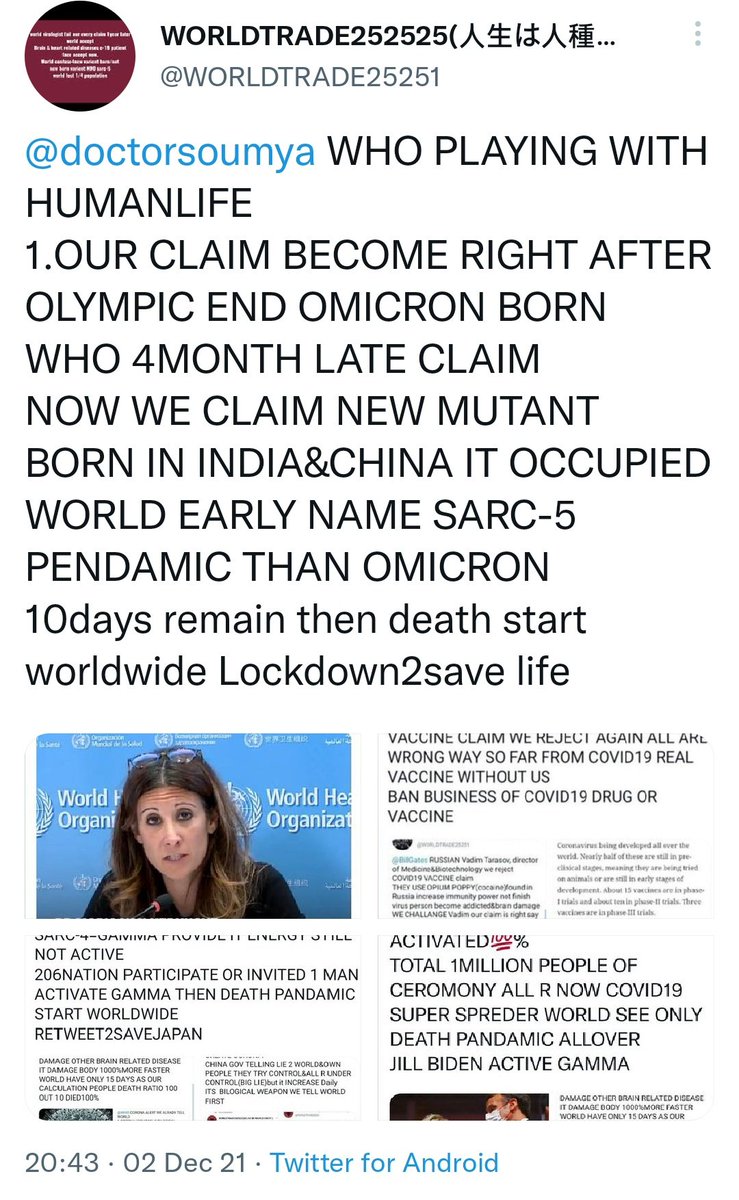 WORLDTRADE252525(人生は人種...
@WORLDTRADE25251
@doctorsoumya WHO PLAYING WITH
HUMANLIFE
1.OUR CLAIM BECOME RIGHT AFTER
OLYMPIC END OMICRON BORN
WHO 4MONTH LATE CLAIM
NOW WE CLAIM NEW MUTANT
BORN IN INDIA&CHINA IT OCCUPIED
WORLD EARLY NAME SARC-5
PENDAMIC THAN OMICRON
10days remain then death start
worldwide Lockdown2save life
World H
Organi
World Hea
Organizat
VACCINE CLAIM WE REJECT AGAIN ALL ARE
WRONG WAY SO FAR FROM COVID19 REAL
VACCINE WITHOUT US
BAN BUSINESS OF COVID19 DRUG OR
VACCINE
@BillGates RUSSIAN Vadim Tarasov, director
of Medicine&Biotechnology we reject
COVID19 VACCINE claim
THEY USE OPIUM POPPY(cocaine)found in
Russia increase immunity power not finish
virus person become addicted&brain damage
WE CHALLANGE Vadim our claim is right say
Coronavirus being developed all over the
world. Nearly half of these are still in pre-
clinical stages, meaning they are being tried
on animals or are still in early stages of
development. About 15 vaccines are in phase-
I trials and about ten in phase-II trials. Three
vaccines are in phase-III trials.
SARC-4=GAMMA PROVIDE IT ENERGY STILL
NOT ACTIVE
206NATION PARTICIPATE OR INVITED 1 MAN
ACTIVATE GAMMA THEN DEATH PANDAMIC
START WORLDWIDE
RETWEET2SAVEJAPAN
DAMAGE OTHER BRAIN RELATED DISEASE
IT DAMAGE BODY 1000%MORE FASTER
WORLD HAVE ONLY 15 DAYS AS OUR
CALCULATION PEOPLE DEATH RATIO 100
OUT 10 DIED100%
CHINA GOV TELLING LIE 2 WORLD&OWN
PEOPLE THEY TRY CONTROL&ALL R UNDER
CONTROL(BIG LIE)but it INCREASE Daily
ITS BILOGICAL WEAPON WE TELL WORLD
FIRST
ACTIVATED💯%
TOTAL 1MILLION PEOPLE OF
CEROMONY ALL R NOW COVID19
SUPER SPREDER WORLD SEE ONLY
DEATH PANDAMIC ALLOVER
JILL BIDEN ACTIVE GAMMA
DAMAGE OTHER BRAIN RELATED DISEASE
IT DAMAGE BODY 1000%MORE FASTER
WORLD HAVE ONLY 15 DAYS AS OUR
20:43 · 02 Dec 21 · Twitter for Android